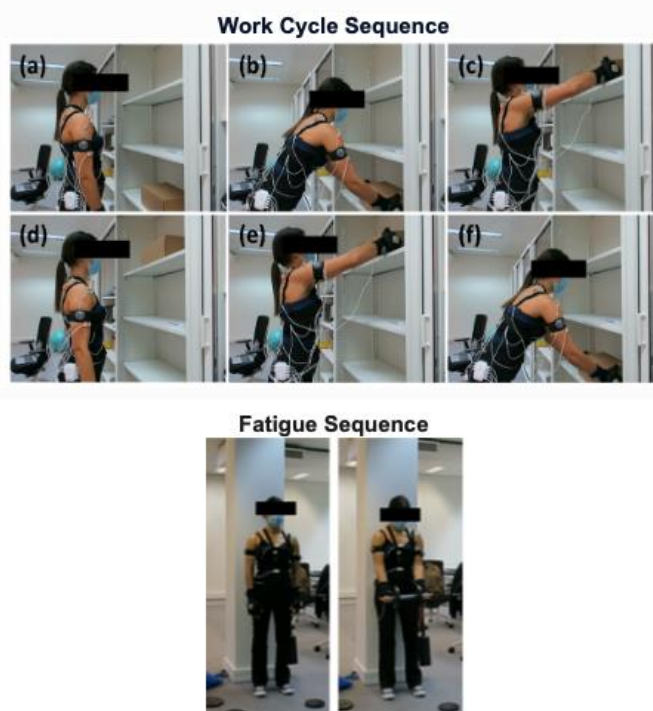 Work Cycle Sequence
(a)
(b)
(c)
(d)
(e)
(f)
Fatigue Sequence